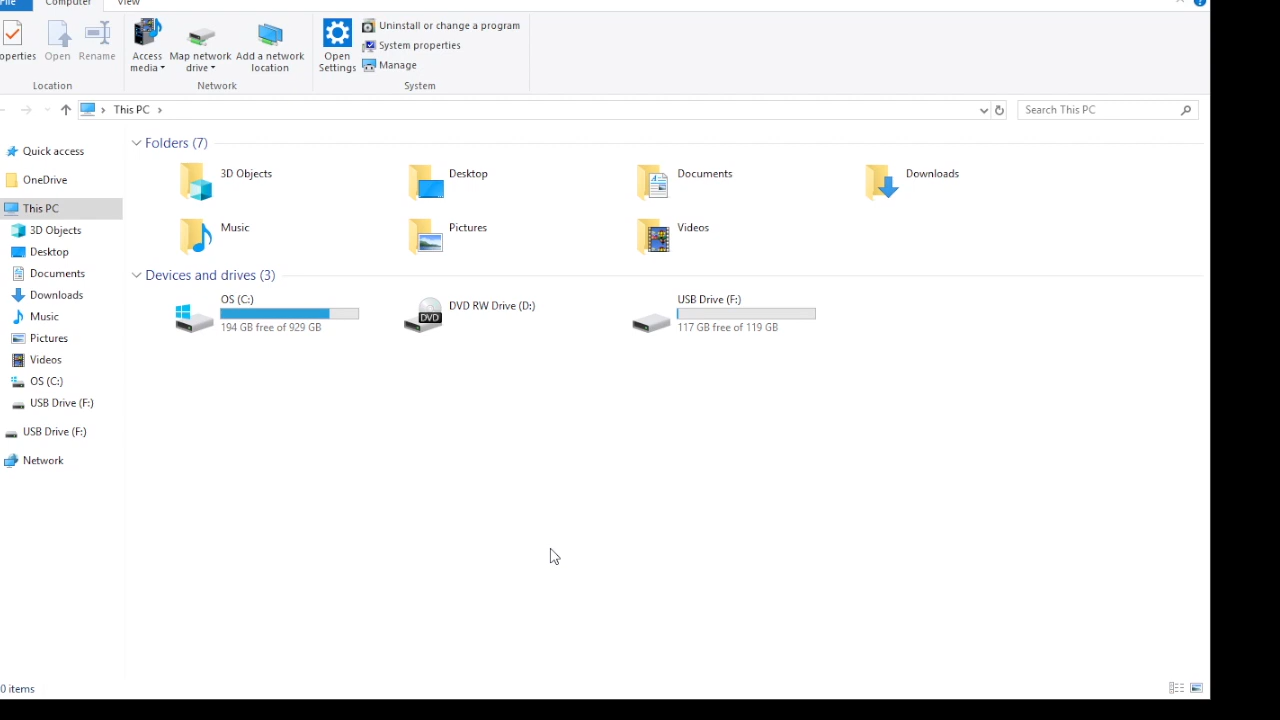 File Computer View
operties Open Rename Access media Map network drive Add a network location Open Settings Uninstall or change a program
System properties
Manage
Location Network System
This PC Search This PC
Quick access
OneDrive
This PC
3D Objects
Desktop
Documents
Downloads
Music
Pictures
Videos
OS (C:)
USB Drive (F:)
USB Drive (F:)
Network
Folders (7)
3D Objects Desktop Documents Downloads
Music Pictures Videos
Devices and drives (3)
OS (C:) DVD RW Drive (D:) USB Drive (F:)
194 GB free of 929 GB 117 GB free of 119 GB
DVD
0 items